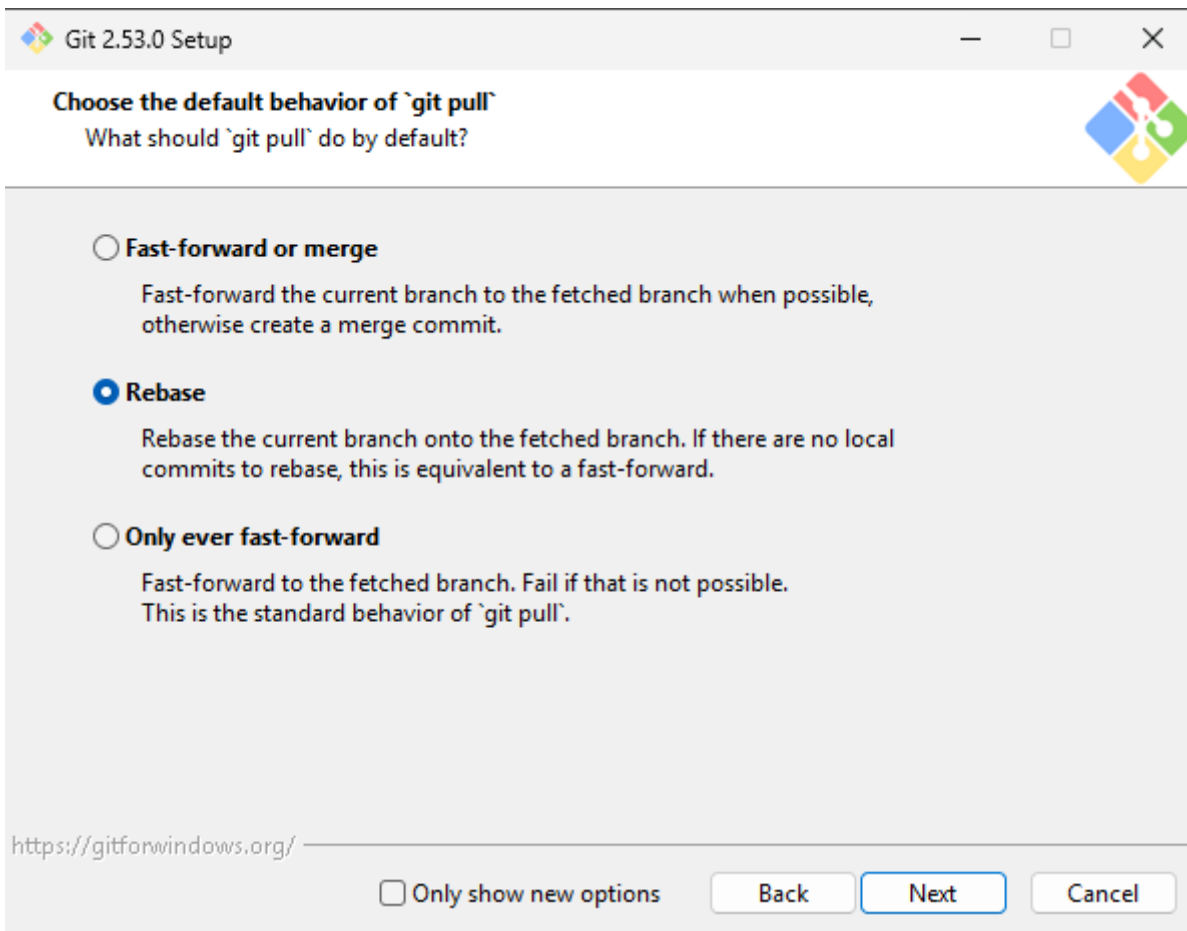 Git 2.53.0 Setup
Choose the default behavior of `git pull`
What should `git pull` do by default?
Fast-forward or merge
Fast-forward the current branch to the fetched branch when possible,
otherwise create a merge commit.
Rebase
Rebase the current branch onto the fetched branch. If there are no local
commits to rebase, this is equivalent to a fast-forward.
Only ever fast-forward
Fast-forward to the fetched branch. Fail if that is not possible.
This is the standard behavior of `git pull`.
https://gitforwindows.org/
Only show new options Back Next Cancel